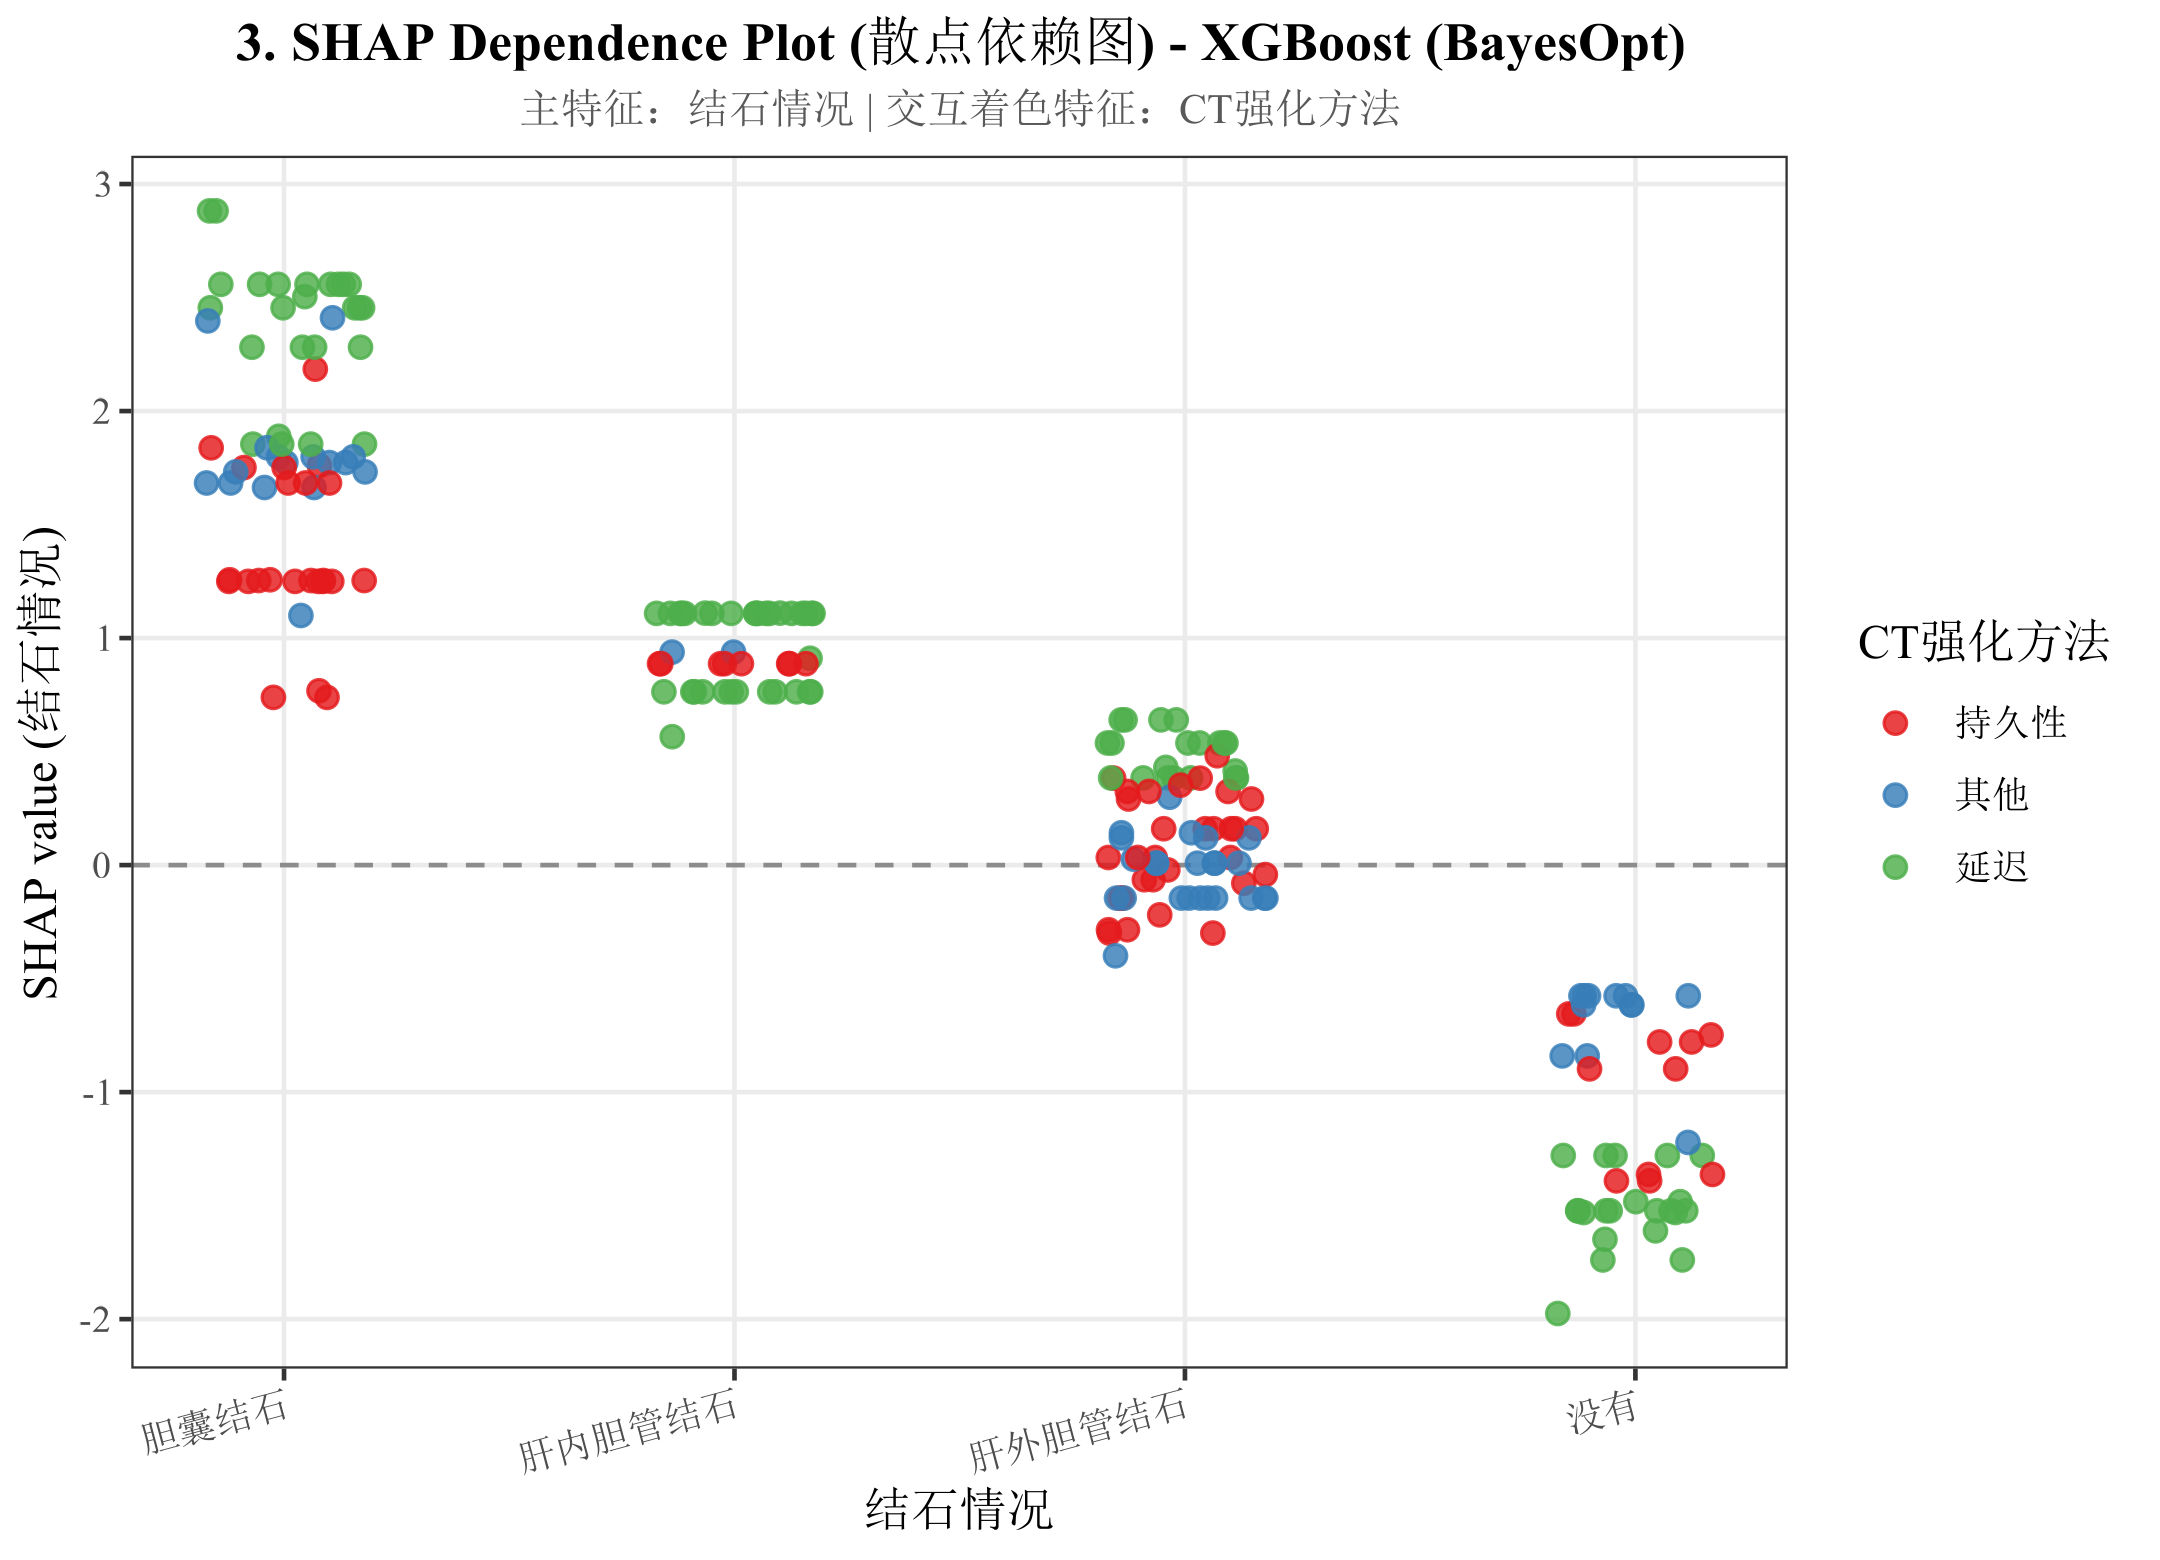 3. SHAP Dependence Plot (散点依赖图) - XGBoost (BayesOpt)
主特征：结石情况 | 交互着色特征：CT强化方法
SHAP value (结石情况)
3
2
1
0
-1
-2
胆囊结石
肝内胆管结石
肝外胆管结石
没有
结石情况
CT强化方法
持久性
其他
延迟